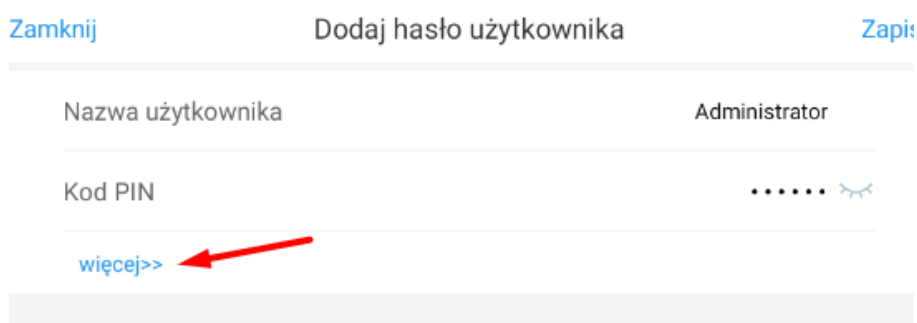 Zamknij Dodaj hasło użytkownika Zapis
Nazwa użytkownika Administrator
Kod PIN ••••••
więcej>>